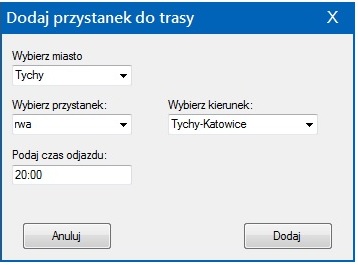 Dodaj przystanek do trasy X
Wybierz miasto
Tychy
Wybierz przystanek: Wybierz kierunek:
rwa Tychy-Katowice
Podaj czas odjazdu:
20:00
Anuluj Dodaj